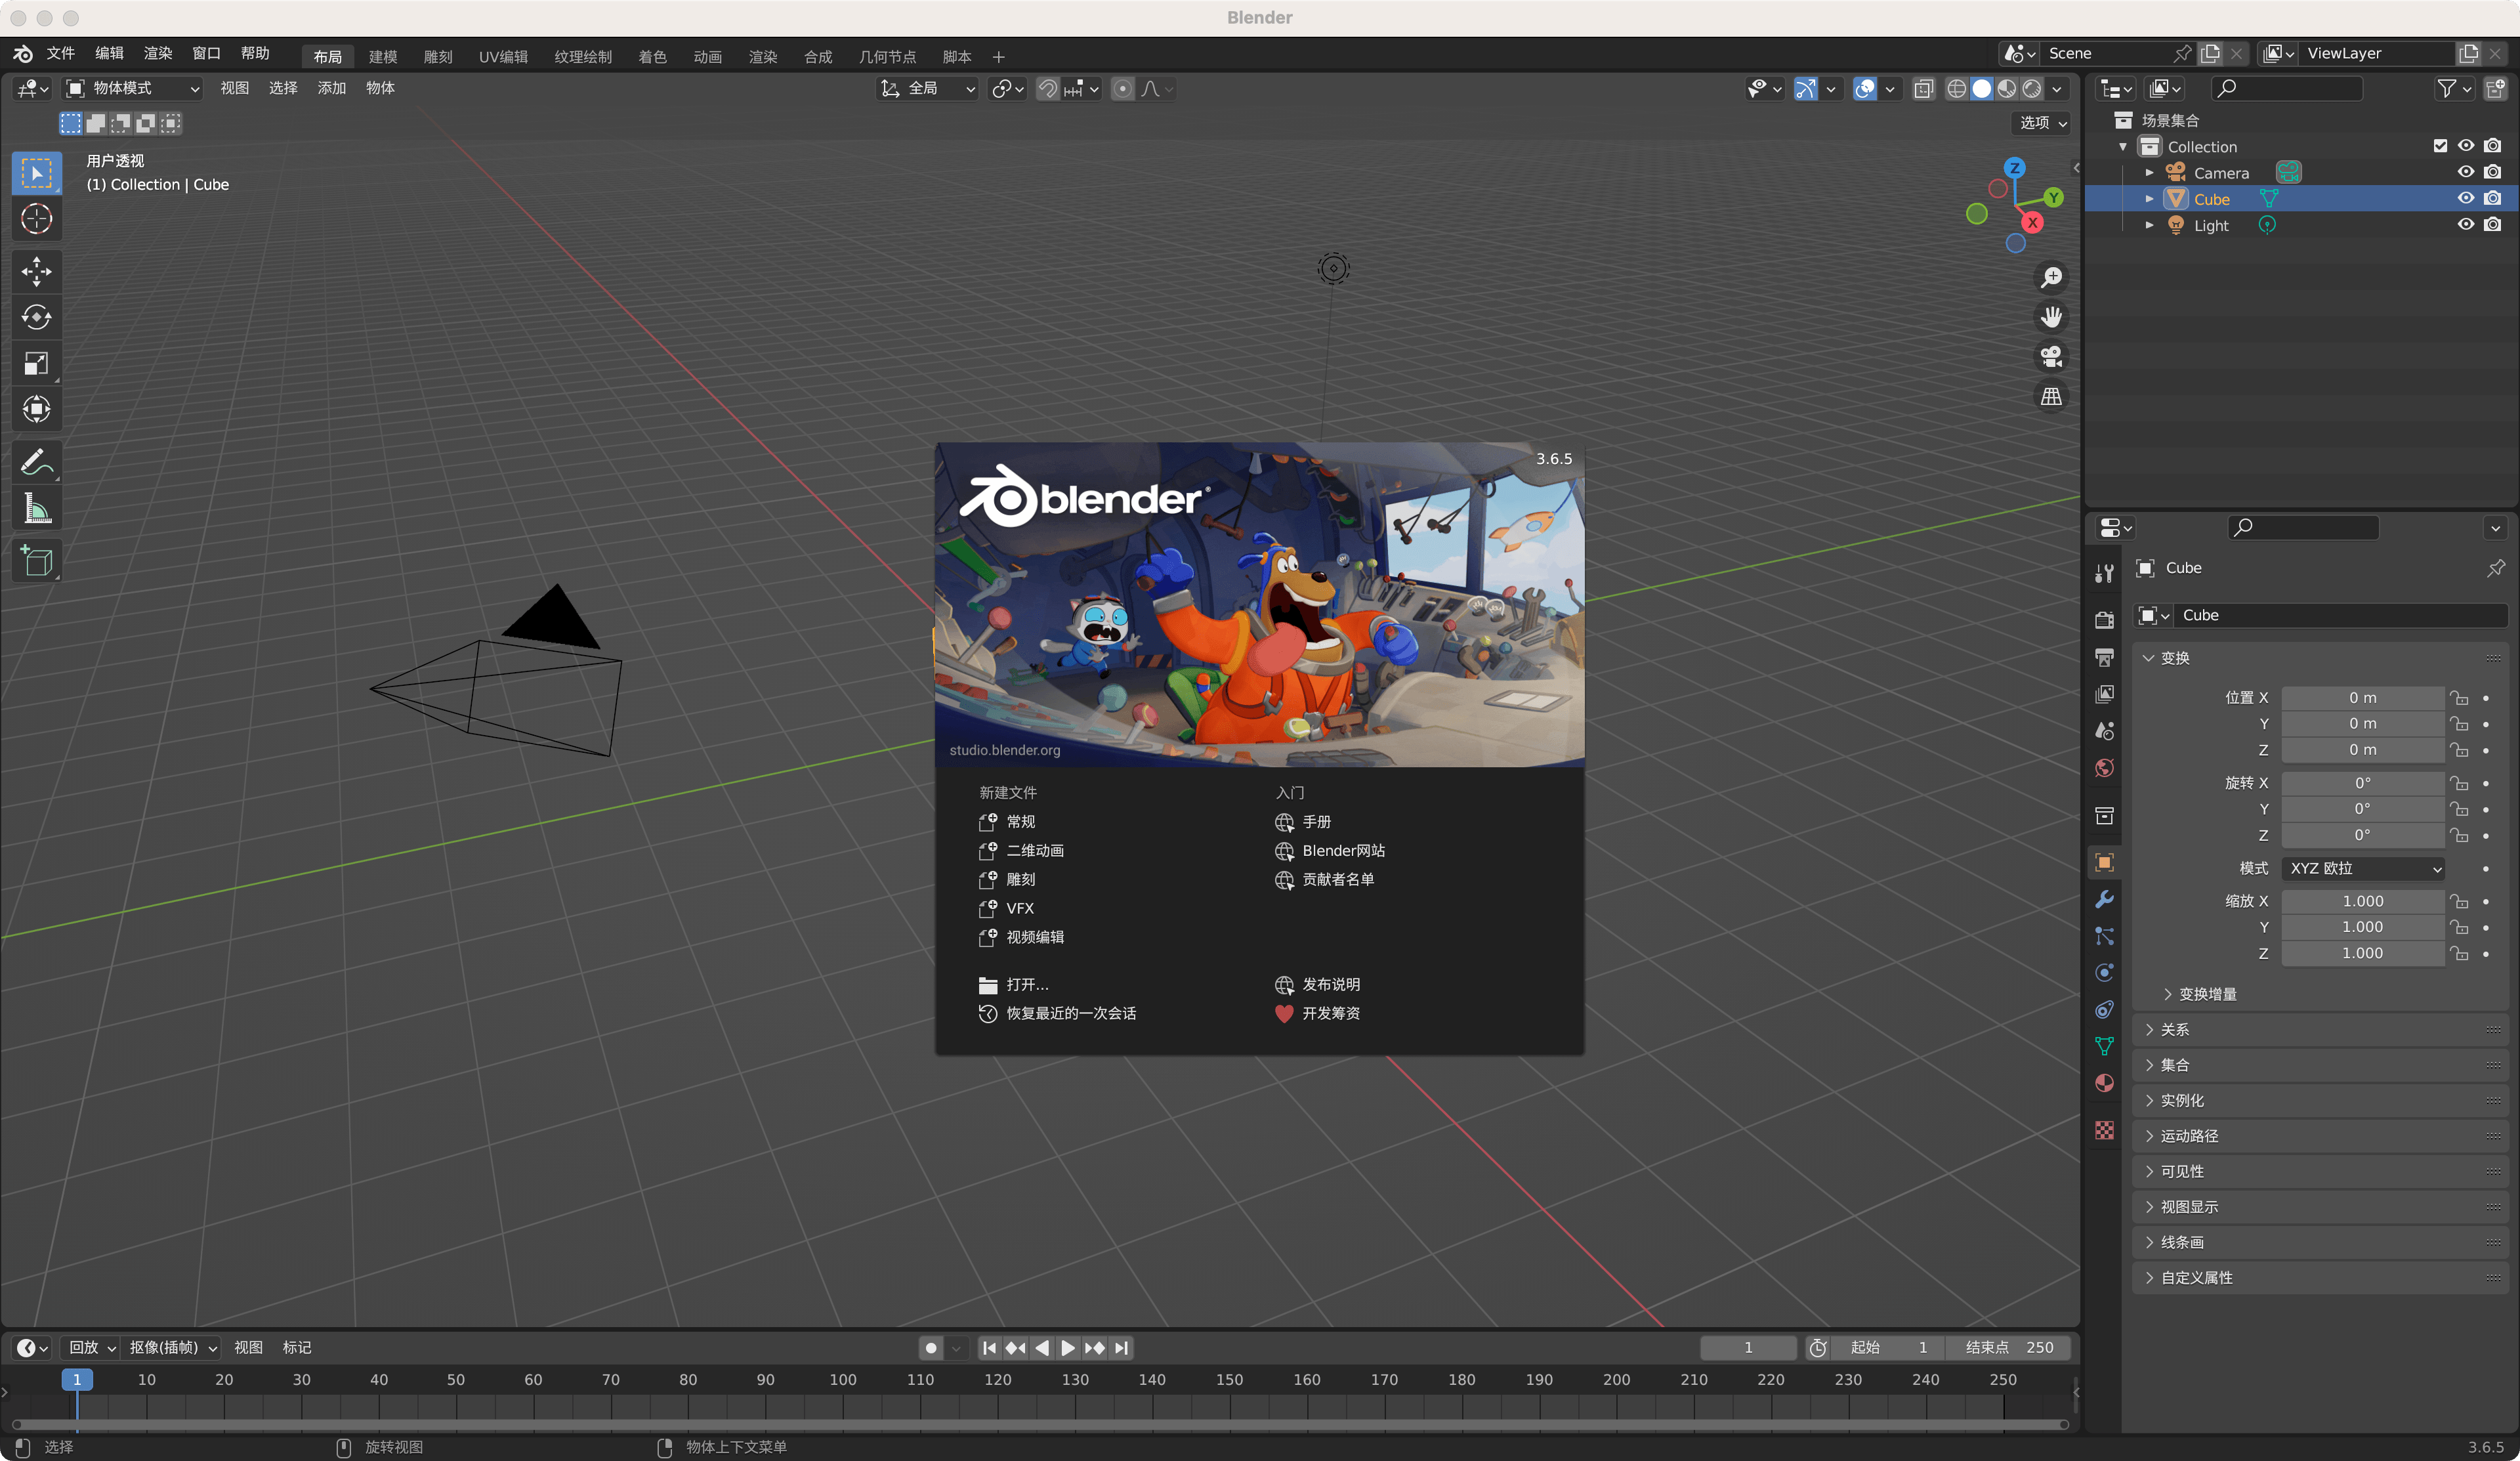 Blender
文件 编辑 渲染 窗口 帮助 布局 建模 雕刻 UV编辑 纹理绘制 着色 动画 渲染 合成 几何节点 脚本 Scene ViewLayer
物体模式 视图 选择 添加 物体 全局
选项
用户透视
(1) Collection | Cube
Z
Y
X
场景集合
Collection
Camera
Cube
Light
3.6.5
blender
studio.blender.org
新建文件
常规
二维动画
雕刻
VFX
视频编辑
打开...
恢复最近的一次会话
入门
手册
Blender网站
贡献者名单
发布说明
开发筹资
Cube
Cube
变换
位置 X 0 m
Y 0 m
Z 0 m
旋转 X 0°
Y 0°
Z 0°
模式 XYZ 欧拉
缩放 X 1.000
Y 1.000
Z 1.000
变换增量
关系
集合
实例化
运动路径
可见性
视图显示
线条画
自定义属性
回放 抠像(插帧) 视图 标记 1 起始 1 结束点 250
1 10 20 30 40 50 60 70 80 90 100 110 120 130 140 150 160 170 180 190 200 210 220 230 240 250
选择 旋转视图 物体上下文菜单 3.6.5